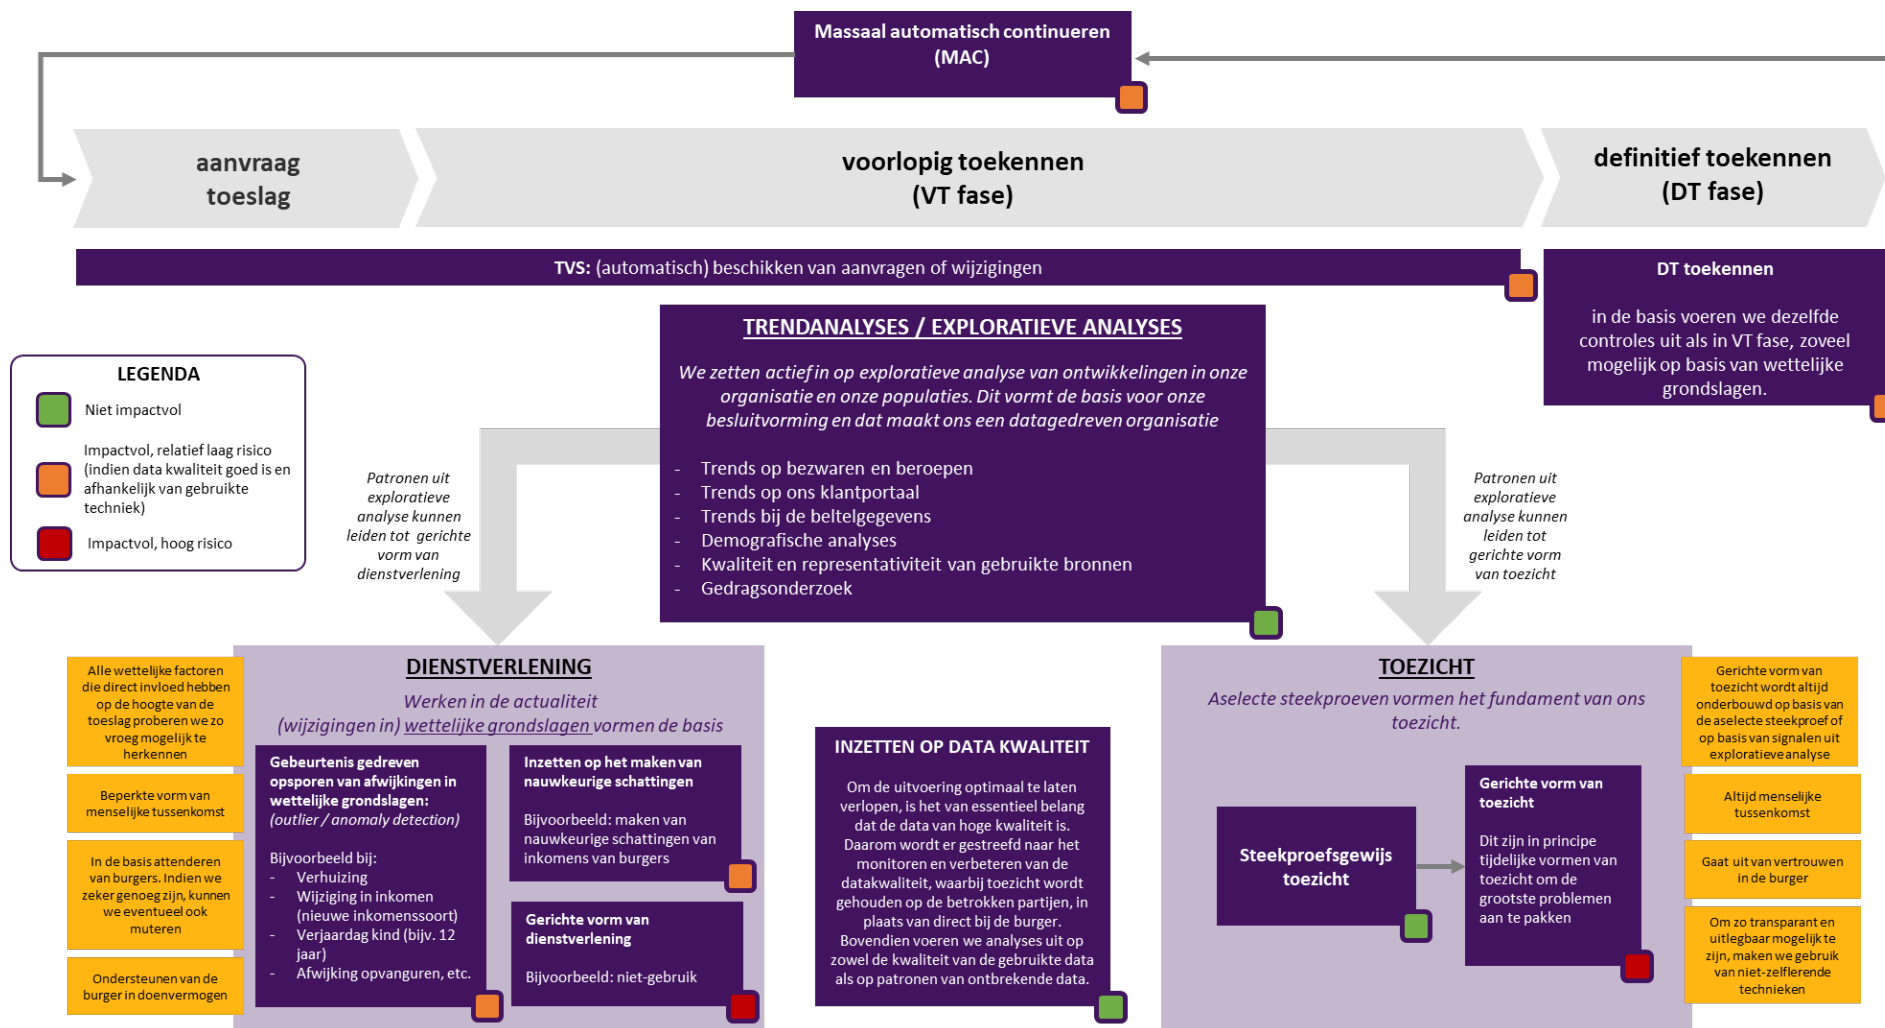 Massaal automatisch continueren
(MAC)
aanvraag
toeslag
voorlopig toekennen
(VT fase)
definitief toekennen
(DT fase)
TVS: (automatisch) beschikken van aanvragen of wijzigingen
DT toekennen
in de basis voeren we dezelfde
controles uit als in VT fase, zoveel
mogelijk op basis van wettelijke
grondslagen.
LEGENDA
Niet impactvol
Impactvol, relatief laag risico
(indien data kwaliteit goed is en
afhankelijk van gebruikte
techniek)
Impactvol, hoog risico
TRENDANALYSES / EXPLORATIEVE ANALYSES
We zetten actief in op exploratieve analyse van ontwikkelingen in onze
organisatie en onze populaties. Dit vormt de basis voor onze
besluitvorming en dat maakt ons een datagedreven organisatie
- Trends op bezwaren en beroepen
- Trends op ons klantportaal
- Trends bij de beltelgegevens
- Demografische analyses
- Kwaliteit en representativiteit van gebruikte bronnen
- Gedragsonderzoek
Patronen uit
exploratieve
analyse kunnen
leiden tot gerichte
vorm van
dienstverlening
Patronen uit
exploratieve
analyse kunnen
leiden tot
gerichte vorm
van toezicht
Alle wettelijke factoren
die direct invloed hebben
op de hoogte van de
toeslag proberen we zo
vroeg mogelijk te
herkennen
Beperkte vorm van
menselijke tussenkomst
In de basis attenderen
van burgers. Indien we
zeker genoeg zijn, kunnen
we eventueel ook
muteren
Ondersteunen van de
burger in doenvermogen
DIENSTVERLENING
Werken in de actualiteit
(wijzigingen in) wettelijke grondslagen vormen de basis
Gebeurtenis gedreven
opsporen van afwijkingen in
wettelijke grondslagen:
(outlier / anomaly detection)
Bijvoorbeeld bij:
- Verhuizing
- Wijziging in inkomen
(nieuwe inkomenssoort)
- Verjaardag kind (bijv. 12
jaar)
- Afwijking opvanguren, etc.
Inzetten op het maken van
nauwkeurige schattingen
Bijvoorbeeld: maken van
nauwkeurige schattingen van
inkomens van burgers
Gerichte vorm van
dienstverlening
Bijvoorbeeld: niet-gebruik
INZETTEN OP DATA KWALITEIT
Om de uitvoering optimaal te laten
verlopen, is het van essentieel belang
dat de data van hoge kwaliteit is.
Daarom wordt er gestreefd naar het
monitoren en verbeteren van de
datakwaliteit, waarbij toezicht wordt
gehouden op de betrokken partijen, in
plaats van direct bij de burger.
Bovendien voeren we analyses uit op
zowel de kwaliteit van de gebruikte data
als op patronen van ontbrekende data.
TOEZICHT
Aselecte steekproeven vormen het fundament van ons
toezicht.
Steekproefsgewijs
toezicht
Gerichte vorm van
toezicht
Dit zijn in principe
tijdelijke vormen van
toezicht om de
grootste problemen
aan te pakken
Gerichte vorm van
toezicht wordt altijd
onderbouwd op basis van
de aselecte steekproef of
op basis van signalen uit
exploratieve analyse
Altijd menselijke
tussenkomst
Gaat uit van vertrouwen
in de burger
Om zo transparant en
uitlegbaar mogelijk te
zijn, maken we gebruik
van niet-zelflerende
technieken